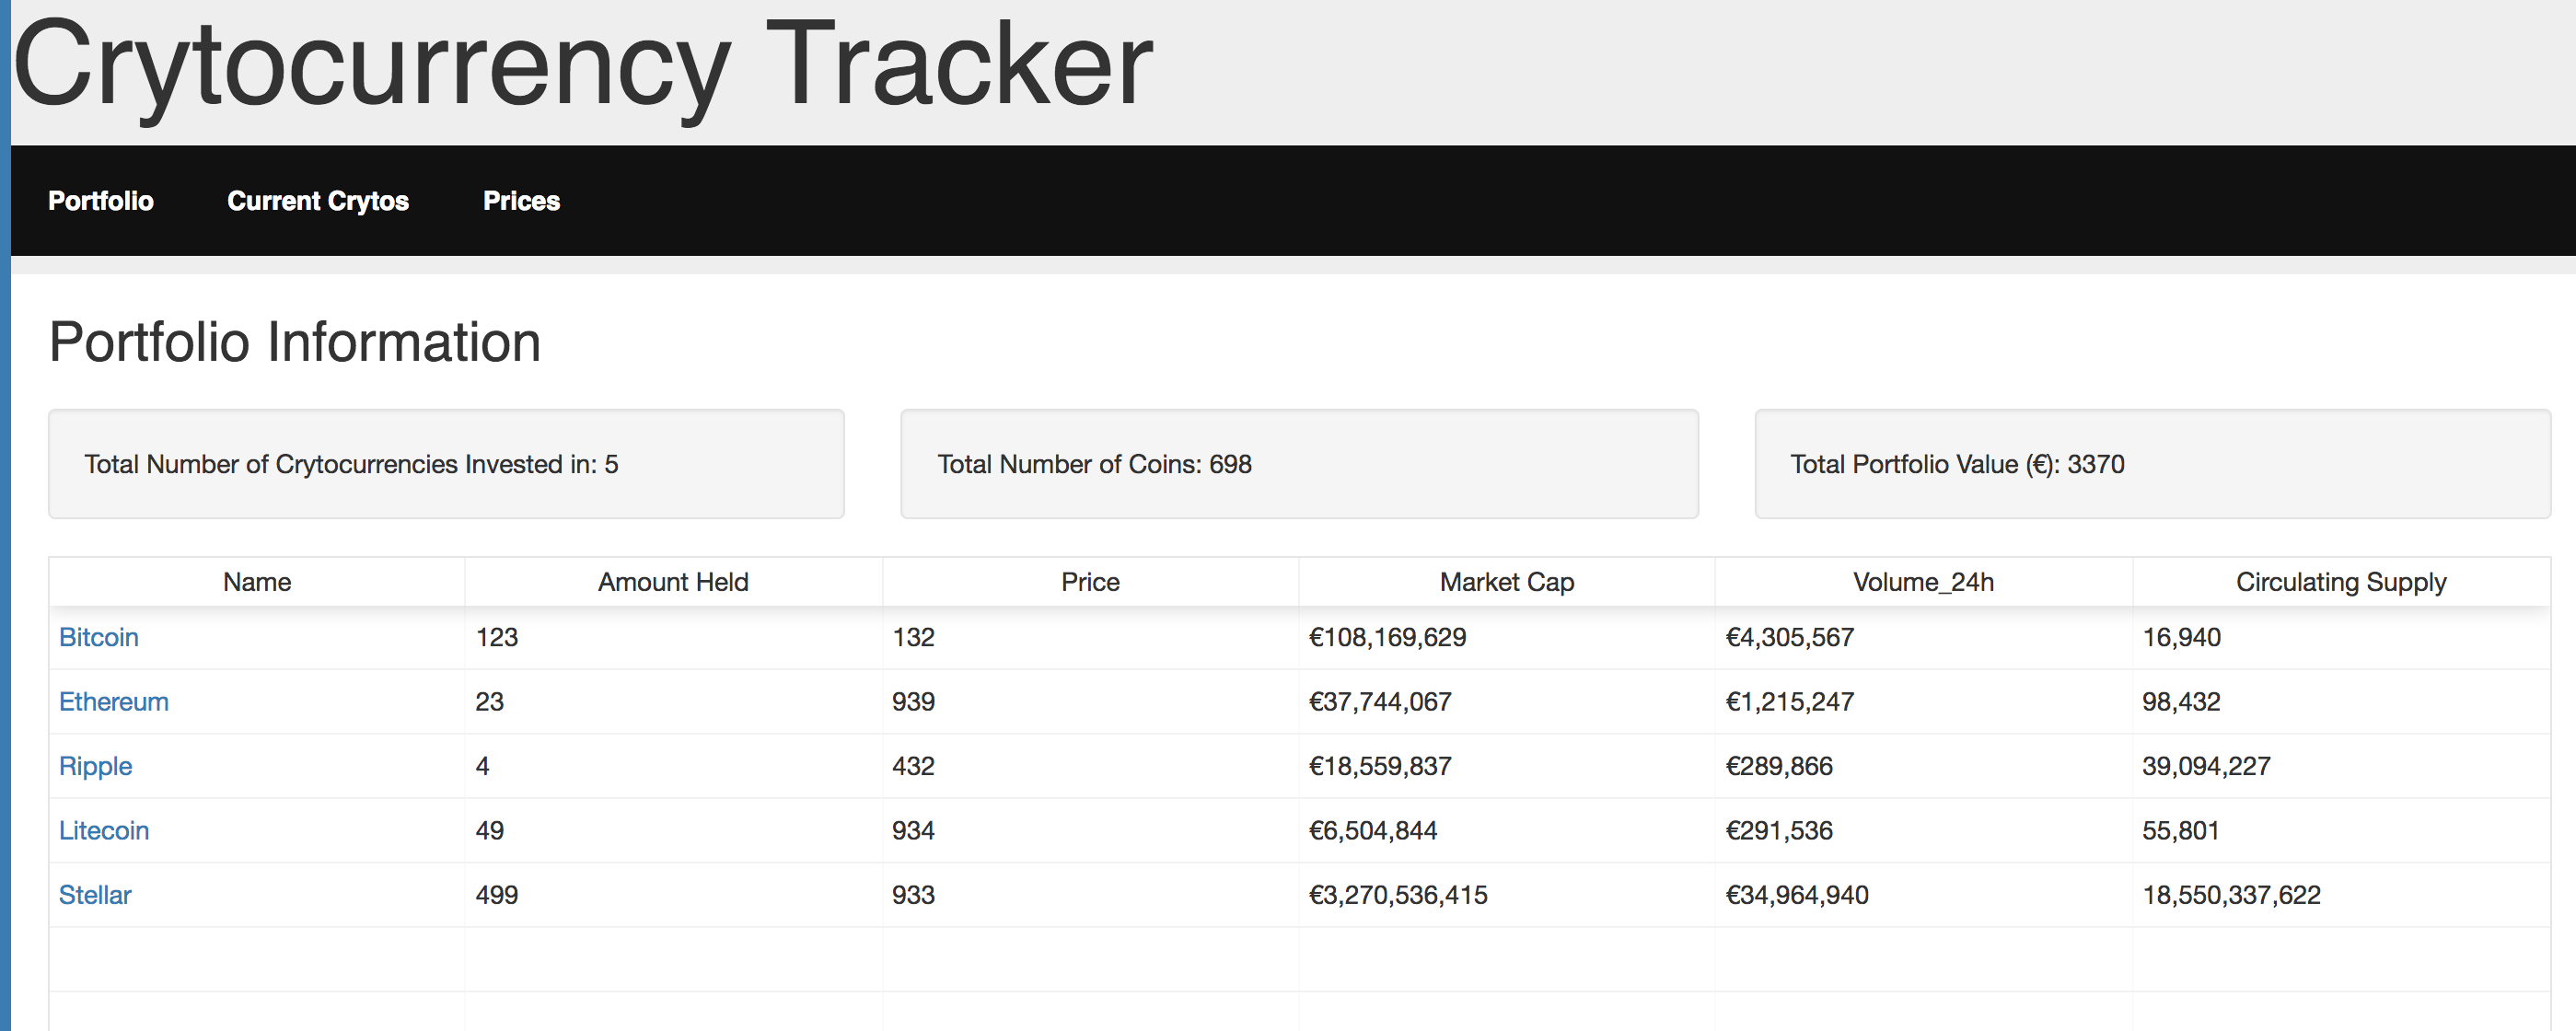 Crytocurrency Tracker
Portfolio Current Crytos Prices
Portfolio Information
Total Number of Crytocurrencies Invested in: 5 Total Number of Coins: 698 Total Portfolio Value (€): 3370
Name Amount Held Price Market Cap Volume_24h Circulating Supply
Bitcoin 123 132 €108,169,629 €4,305,567 16,940
Ethereum 23 939 €37,744,067 €1,215,247 98,432
Ripple 4 432 €18,559,837 €289,866 39,094,227
Litecoin 49 934 €6,504,844 €291,536 55,801
Stellar 499 933 €3,270,536,415 €34,964,940 18,550,337,622